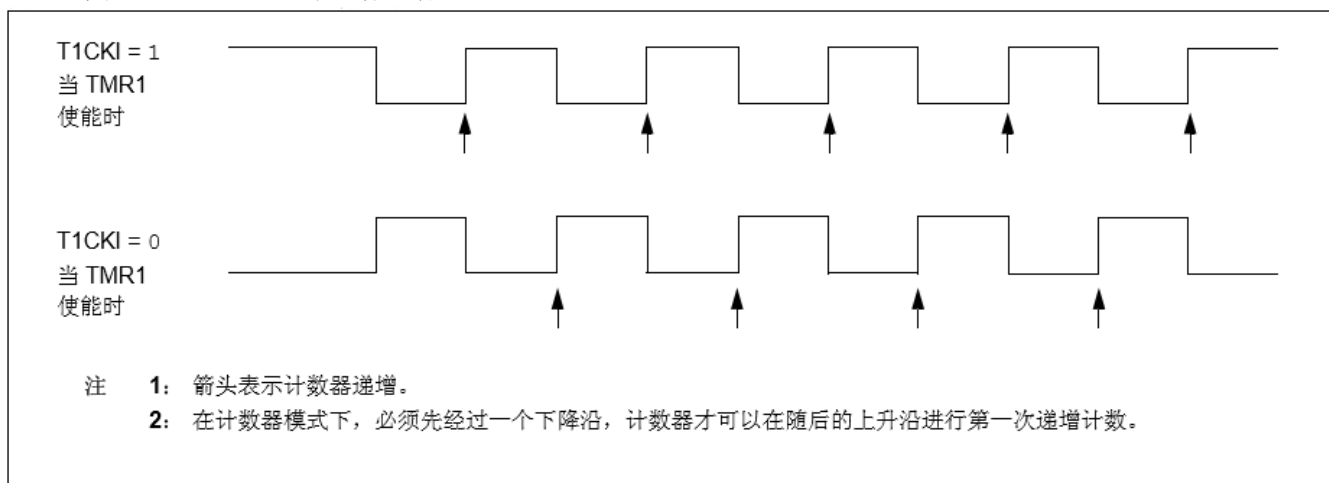 T1CKI = 1
当 TMR1
使能时
T1CKI = 0
当 TMR1
使能时
注 1： 箭头表示计数器递增。
2： 在计数器模式下，必须先经过一个下降沿，计数器才可以在随后的上升沿进行第一次递增计数。